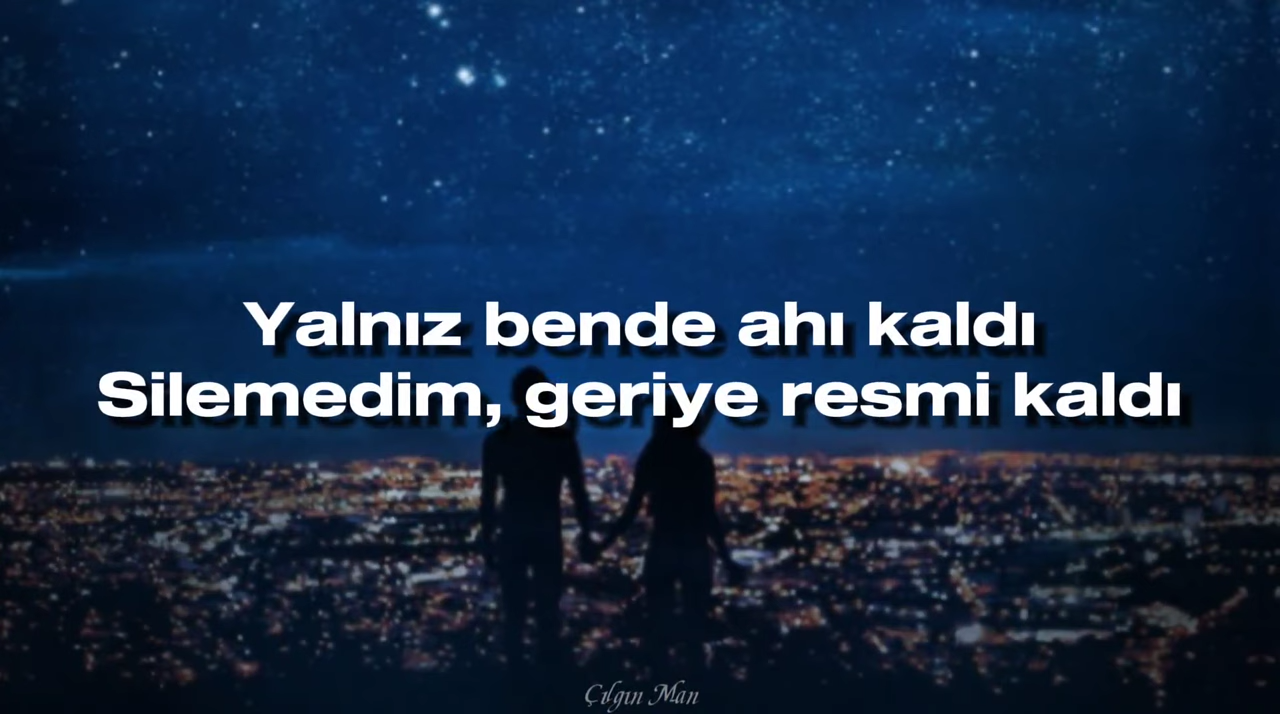 Yalnız bende ahı kaldı
Silemedim, geriye resmi kaldı
Çılgın Man